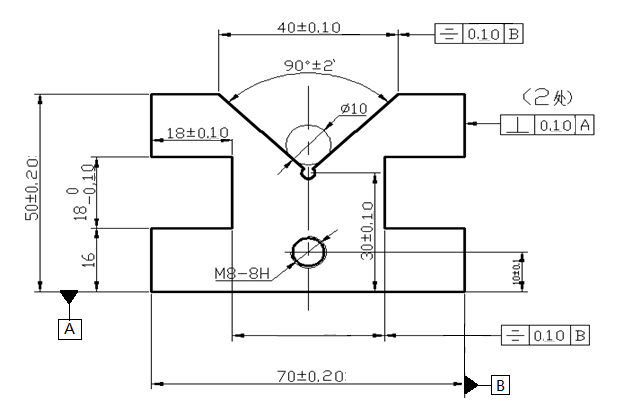 40±0.10
⌯ 0.10 B
90°±2'
(2处)
ø10
⊥ 0.10 A
18±0.10
50±0.20
18 0 -0.10
30±0.10
16
M8-8H
10±0.1
A
⌯ 0.10 B
70±0.20
B